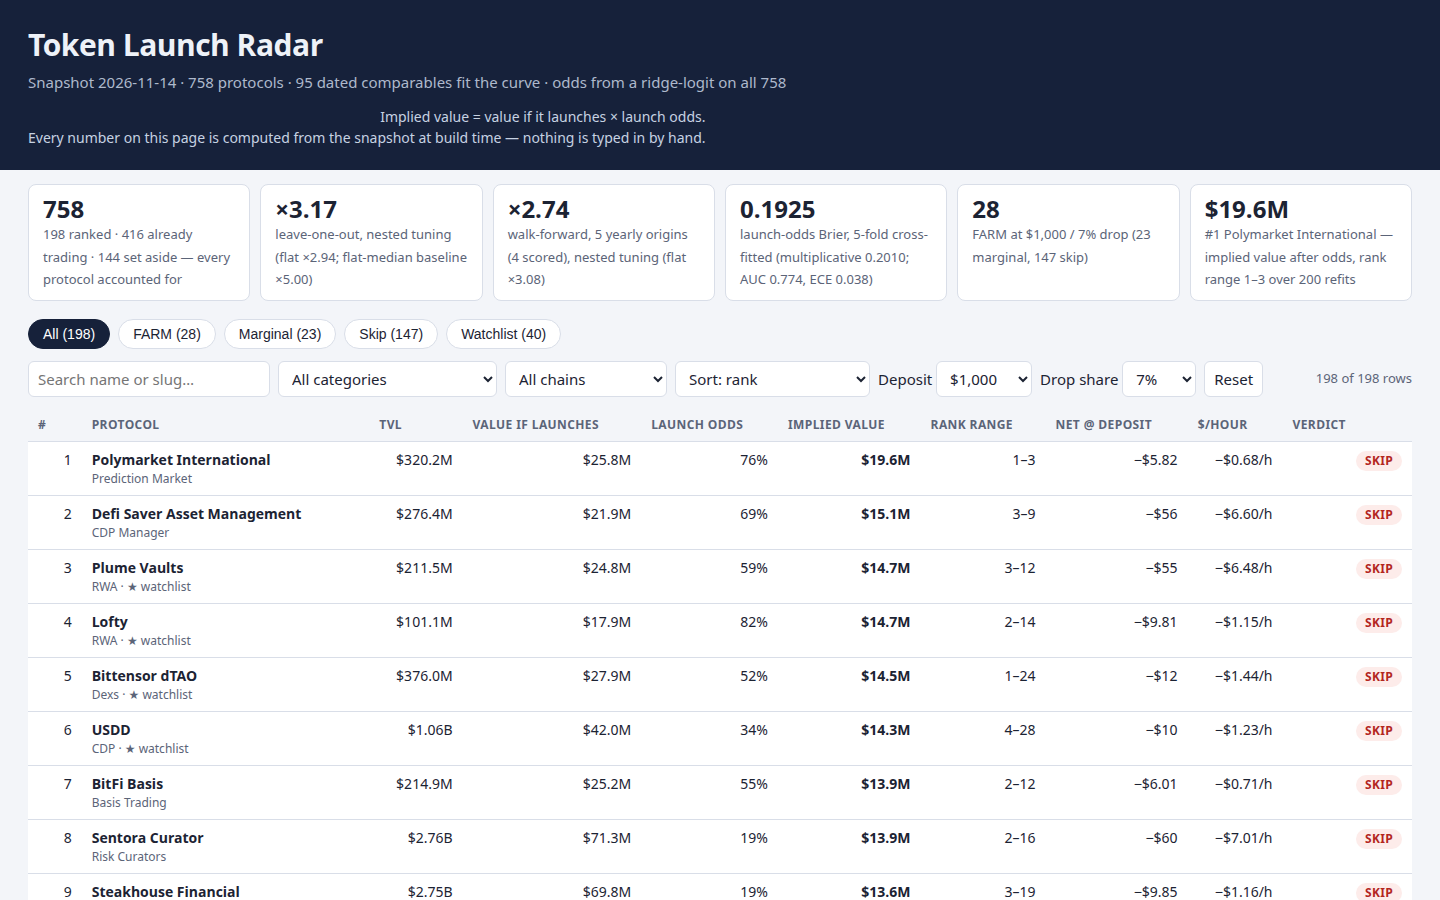 Token Launch Radar
Snapshot 2026-11-14 · 758 protocols · 95 dated comparables fit the curve · odds from a ridge-logit on all 758
Implied value = value if it launches × launch odds.
Every number on this page is computed from the snapshot at build time — nothing is typed in by hand.
758
198 ranked · 416 already
trading · 144 set aside — every
protocol accounted for
×3.17
leave-one-out, nested tuning
(flat ×2.94; flat-median baseline
×5.00)
×2.74
walk-forward, 5 yearly origins
(4 scored), nested tuning (flat
×3.08)
0.1925
launch-odds Brier, 5-fold cross-
fitted (multiplicative 0.2010;
AUC 0.774, ECE 0.038)
28
FARM at $1,000 / 7% drop (23
marginal, 147 skip)
$19.6M
#1 Polymarket International —
implied value after odds, rank
range 1–3 over 200 refits
All (198) FARM (28) Marginal (23) Skip (147) Watchlist (40)
Search name or slug... All categories All chains Sort: rank Deposit $1,000 Drop share 7% Reset 198 of 198 rows
# PROTOCOL TVL VALUE IF LAUNCHES LAUNCH ODDS IMPLIED VALUE RANK RANGE NET @ DEPOSIT $/HOUR VERDICT
1 Polymarket International $320.2M $25.8M 76% $19.6M 1–3 −$5.82 −$0.68/h SKIP
Prediction Market
2 Defi Saver Asset Management $276.4M $21.9M 69% $15.1M 3–9 −$56 −$6.60/h SKIP
CDP Manager
3 Plume Vaults $211.5M $24.8M 59% $14.7M 3–12 −$55 −$6.48/h SKIP
RWA · ★ watchlist
4 Lofty $101.1M $17.9M 82% $14.7M 2–14 −$9.81 −$1.15/h SKIP
RWA · ★ watchlist
5 Bittensor dTAO $376.0M $27.9M 52% $14.5M 1–24 −$12 −$1.44/h SKIP
Dexs · ★ watchlist
6 USDD $1.06B $42.0M 34% $14.3M 4–28 −$10 −$1.23/h SKIP
CDP · ★ watchlist
7 BitFi Basis $214.9M $25.2M 55% $13.9M 2–12 −$6.01 −$0.71/h SKIP
Basis Trading
8 Sentora Curator $2.76B $71.3M 19% $13.9M 2–16 −$60 −$7.01/h SKIP
Risk Curators
9 Steakhouse Financial $2.75B $69.8M 19% $13.6M 3–19 −$9.85 −$1.16/h SKIP